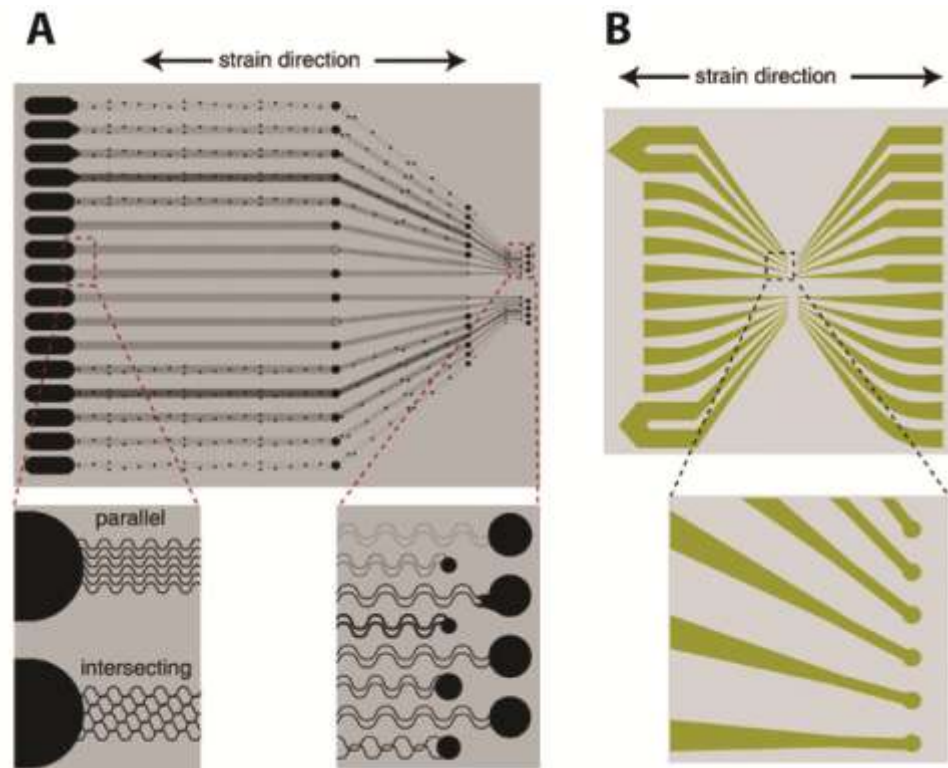 A
strain direction
B
strain direction
parallel
intersecting